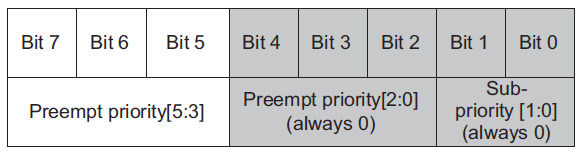 Bit 7 Bit 6 Bit 5 Bit 4 Bit 3 Bit 2 Bit 1 Bit 0
Preempt priority[5:3]
Preempt priority[2:0]
(always 0)
Sub-
priority [1:0]
(always 0)